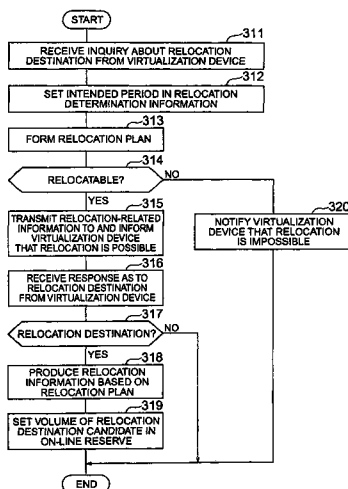 START
311
RECEIVE INQUIRY ABOUT RELOCATION
DESTINATION FROM VIRTUALIZATION DEVICE
312
SET INTENDED PERIOD IN RELOCATION
DETERMINATION INFORMATION
313
FORM RELOCATION PLAN
314
RELOCATABLE?
NO
YES
315
TRANSMIT RELOCATION-RELATED
INFORMATION TO AND INFORM
VIRTUALIZATION DEVICE
THAT RELOCATION IS POSSIBLE
320
NOTIFY VIRTUALIZATION
DEVICE THAT RELOCATION
IS IMPOSSIBLE
316
RECEIVE RESPONSE AS TO
RELOCATION DESTINATION
FROM VIRTUALIZATION DEVICE
317
RELOCATION DESTINATION?
NO
YES
318
PRODUCE RELOCATION
INFORMATION BASED ON
RELOCATION PLAN
319
SET VOLUME OF RELOCATION
DESTINATION CANDIDATE IN
ON-LINE RESERVE
END